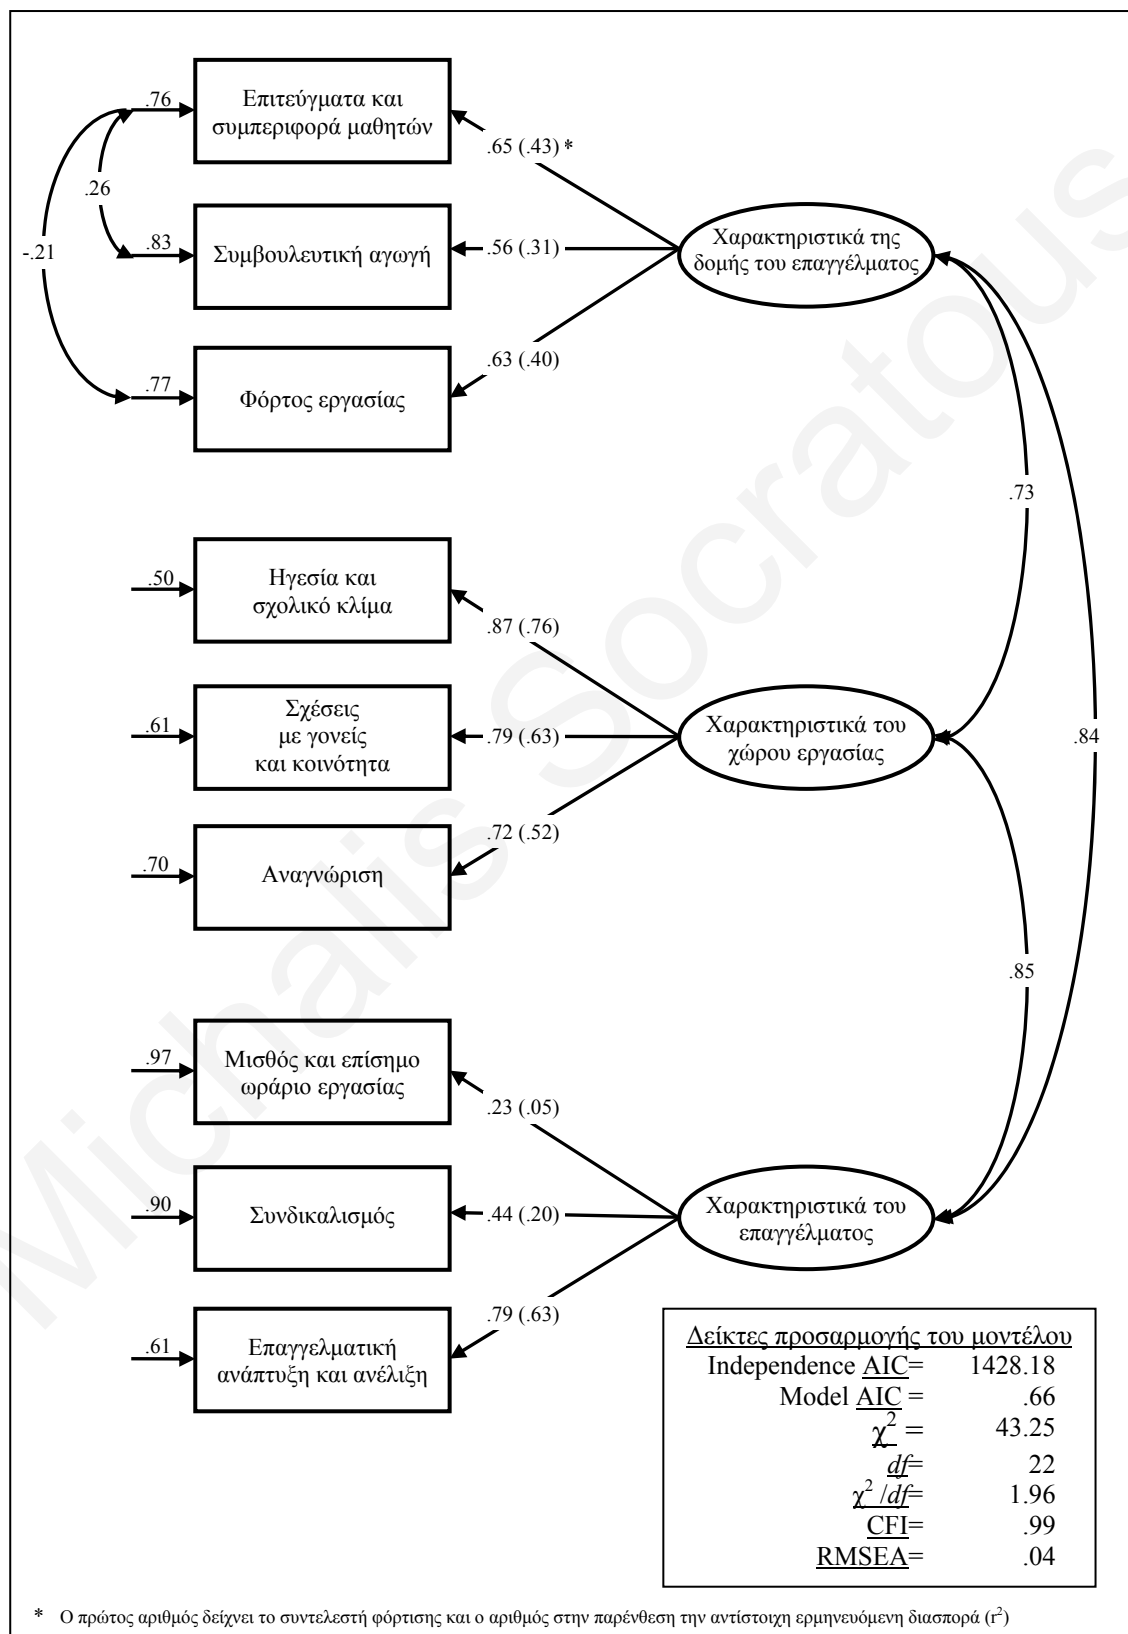 .76
Επιτεύγματα και
συμπεριφορά μαθητών
.65 (.43) *
.26
-.21
.83
Συμβουλευτική αγωγή
.56 (.31)
Χαρακτηριστικά της
δομής του επαγγέλματος
.63 (.40)
.77
Φόρτος εργασίας
.73
.50
Ηγεσία και
σχολικό κλίμα
.87 (.76)
.61
Σχέσεις
με γονείς
και κοινότητα
.79 (.63)
Χαρακτηριστικά του
χώρου εργασίας
.84
.72 (.52)
.70
Αναγνώριση
.85
.97
Μισθός και επίσημο
ωράριο εργασίας
.23 (.05)
.90
Συνδικαλισμός
.44 (.20)
Χαρακτηριστικά του
επαγγέλματος
.79 (.63)
.61
Επαγγελματική
ανάπτυξη και ανέλιξη
Δείκτες προσαρμογής του μοντέλου
Independence AIC= 1428.18
Model AIC = .66
χ² = 43.25
df= 22
χ² /df= 1.96
CFI= .99
RMSEA= .04
* Ο πρώτος αριθμός δείχνει το συντελεστή φόρτισης και ο αριθμός στην παρένθεση την αντίστοιχη ερμηνευόμενη διασπορά (r²)
Michalis Socratous